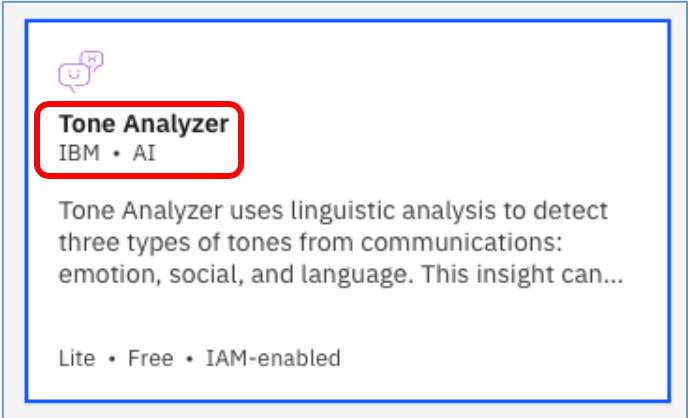 Tone Analyzer
IBM • AI
Tone Analyzer uses linguistic analysis to detect
three types of tones from communications:
emotion, social, and language. This insight can...
Lite • Free • IAM-enabled